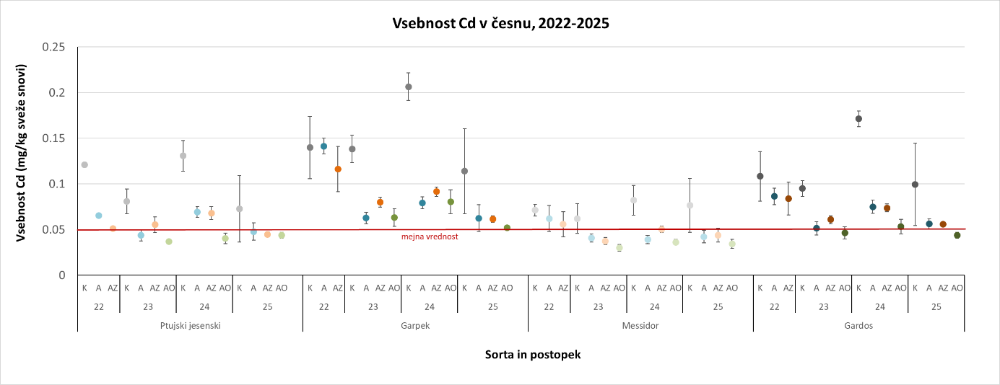 Vsebnost Cd v česnu, 2022-2025
Vsebnost Cd (mg/kg sveže snovi)
0.25
0.2
0.15
0.1
0.05
0
mejna vrednost
K A AZ K A AZ AO K A AZ AO K A AZ AO K A AZ K A AZ AO K A AZ AO K A AZ AO K A AZ K A AZ AO K A AZ AO K A AZ AO K A AZ K A AZ AO K A AZ AO K A AZ AO
22 23 24 25 22 23 24 25 22 23 24 25 22 23 24 25
Ptujski jesenski Garpek Messidor Gardos
Sorta in postopek